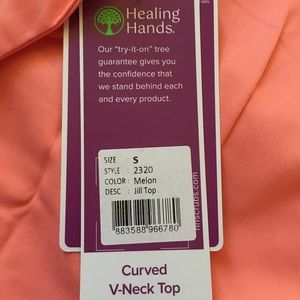 Healing
Hands.
Our "try-it-on" tree
guarantee gives you
the confidence that
we stand behind each
and every product.
SIZE : S
STYLE : 2320
COLOR : Melon
DESC : Jill Top
883588966780
Curved
V-Neck Top